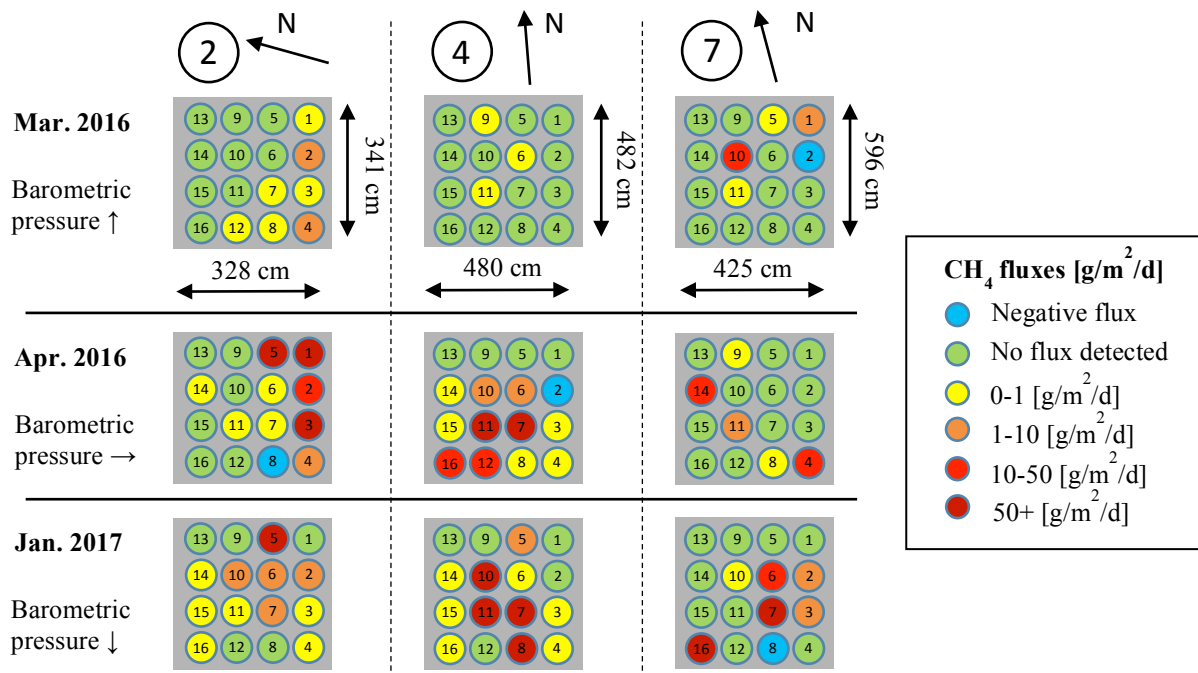 2 N 4 N 7 N
Mar. 2016
13 9 5 1 13 9 5 1 13 9 5 1
14 10 6 2 14 10 6 2 14 10 6 2
Barometric
pressure ↑
15 11 7 3 15 11 7 3 15 11 7 3
16 12 8 4 16 12 8 4 16 12 8 4
341 cm 482 cm 596 cm
328 cm 480 cm 425 cm
Apr. 2016
13 9 5 1 13 9 5 1 13 9 5 1
14 10 6 2 14 10 6 2 14 10 6 2
Barometric
pressure →
15 11 7 3 15 11 7 3 15 11 7 3
16 12 8 4 16 12 8 4 16 12 8 4
Jan. 2017
13 9 5 1 13 9 5 1 13 9 5 1
14 10 6 2 14 10 6 2 14 10 6 2
Barometric
pressure ↓
15 11 7 3 15 11 7 3 15 11 7 3
16 12 8 4 16 12 8 4 16 12 8 4
CH₄ fluxes [g/m²/d]
Negative flux
No flux detected
0-1 [g/m²/d]
1-10 [g/m²/d]
10-50 [g/m²/d]
50+ [g/m²/d]